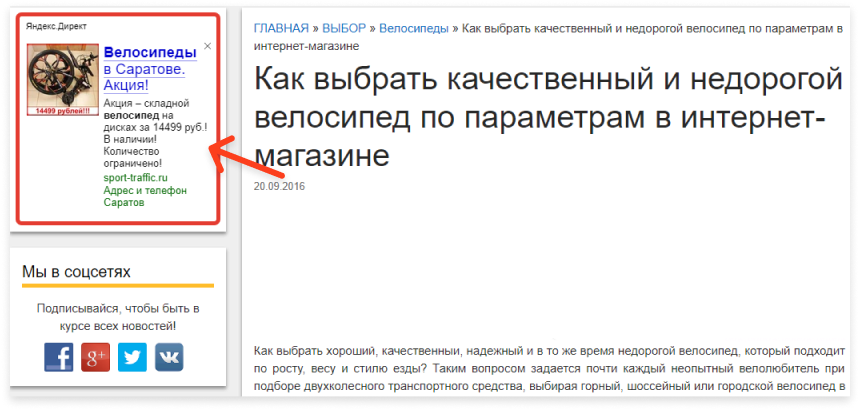 Яндекс.Директ
Велосипеды
в Саратове.
Акция!
14499 рублей!!!
Акция – складной
велосипед на
дисках за 14499 руб.!
В наличии!
Количество
ограничено!
sport-traffic.ru
Адрес и телефон
Саратов
Мы в соцсетях
Подписывайся, чтобы быть в
курсе всех новостей!
ГЛАВНАЯ » ВЫБОР » Велосипеды » Как выбрать качественный и недорогой велосипед по параметрам в
интернет-магазине
Как выбрать качественный и недорогой
велосипед по параметрам в интернет-
магазине
20.09.2016
Как выбрать хороший, качественный, надежный и в то же время недорогой велосипед, который подходит
по росту, весу и стилю езды? Таким вопросом задается почти каждый неопытный велолюбитель при
подборе двухколесного транспортного средства, выбирая горный, шоссейный или городской велосипед в